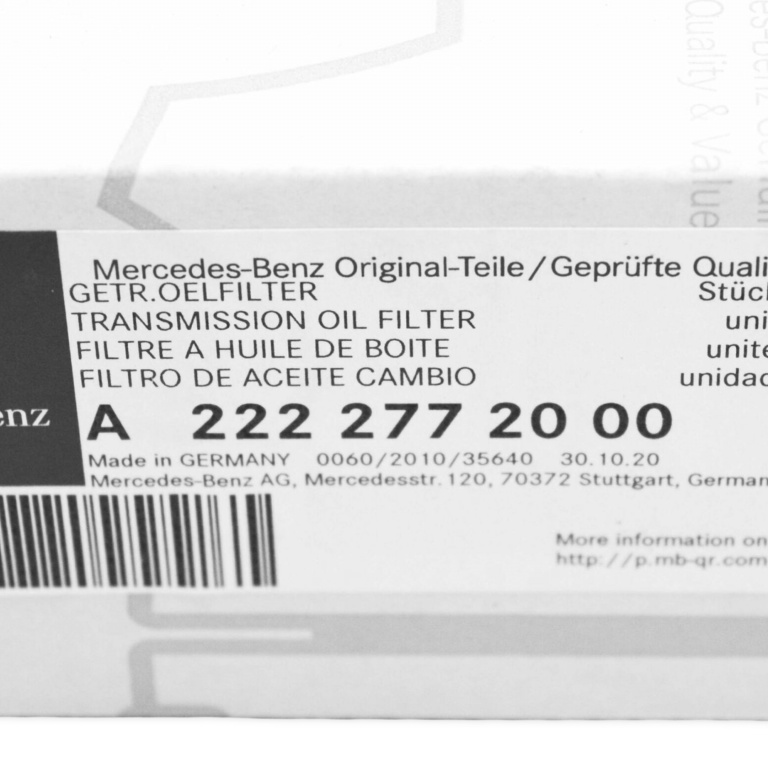 Quality & Value
Mercedes-Benz Original-Teile/Geprüfte Quali
GETR.OELFILTER Stüc
TRANSMISSION OIL FILTER uni
FILTRE A HUILE DE BOITE unite
FILTRO DE ACEITE CAMBIO unidad
enz
A 222 277 20 00
Made in GERMANY 0060/2010/35640 30.10.20
Mercedes-Benz AG, Mercedesstr.120, 70372 Stuttgart, German
More information on
http://p.mb-qr.com